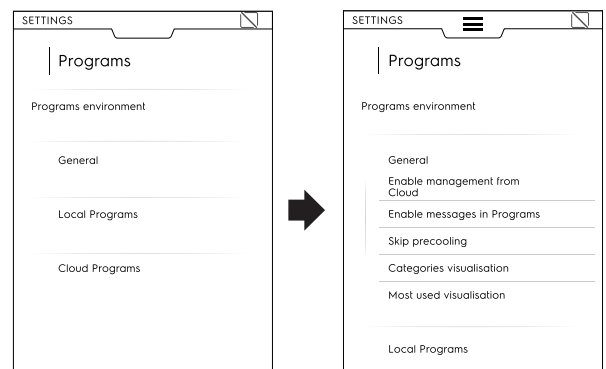 SETTINGS
Programs
Programs environment
General
Local Programs
Cloud Programs
SETTINGS
Programs
Programs environment
General
Enable management from
Cloud
Enable messages in Programs
Skip precooling
Categories visualisation
Most used visualisation
Local Programs